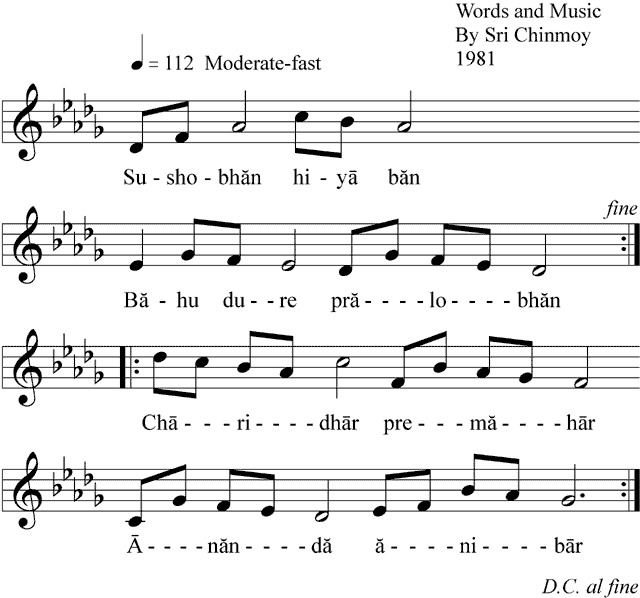 Words and Music
By Sri Chinmoy
1981
= 112 Moderate-fast
Su - sho - bhăn hi - yā băn
fine
Bă - hu du - - re pră - - - - lo - - - - - bhăn
Chā - - - - ri - - - - - dhār pre - - - - mă - - - - hār
Ā - - - - - năn - - - - dă ă - - - - - ni - - - - bār
D.C. al fine